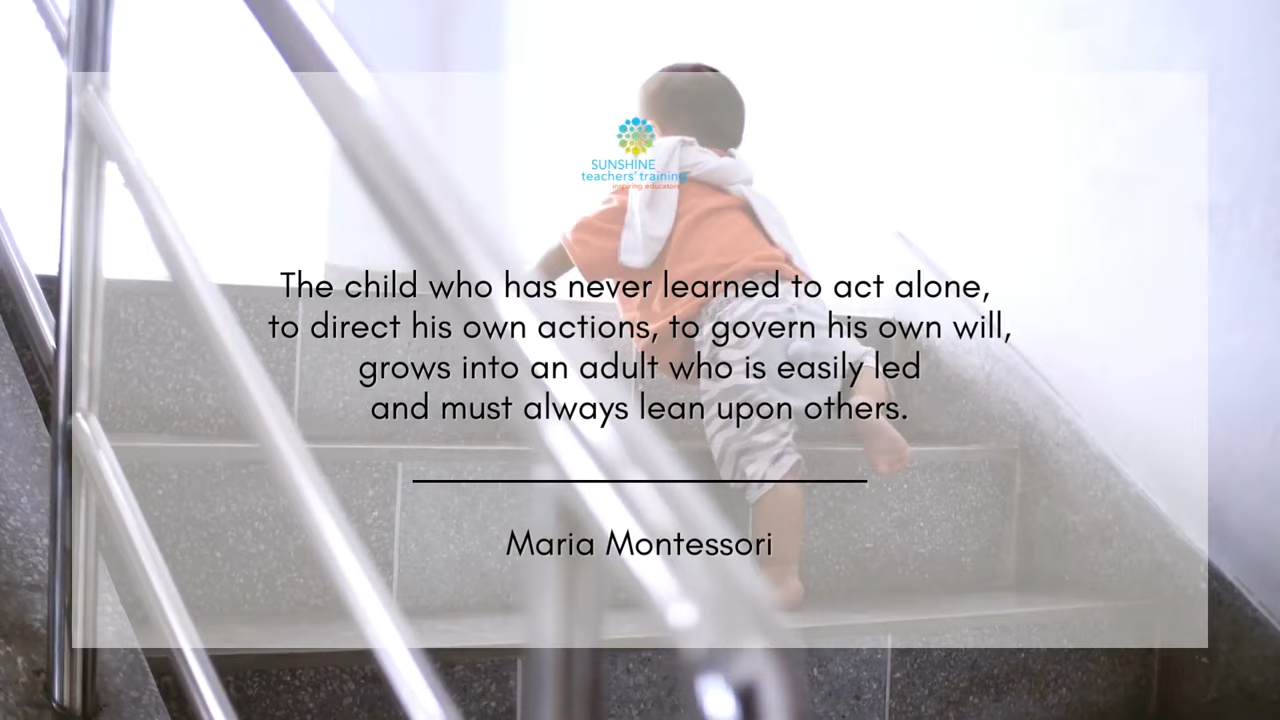 SUNSHINE
teachers' training
inspiring educators
The child who has never learned to act alone,
to direct his own actions, to govern his own will,
grows into an adult who is easily led
and must always lean upon others.
Maria Montessori